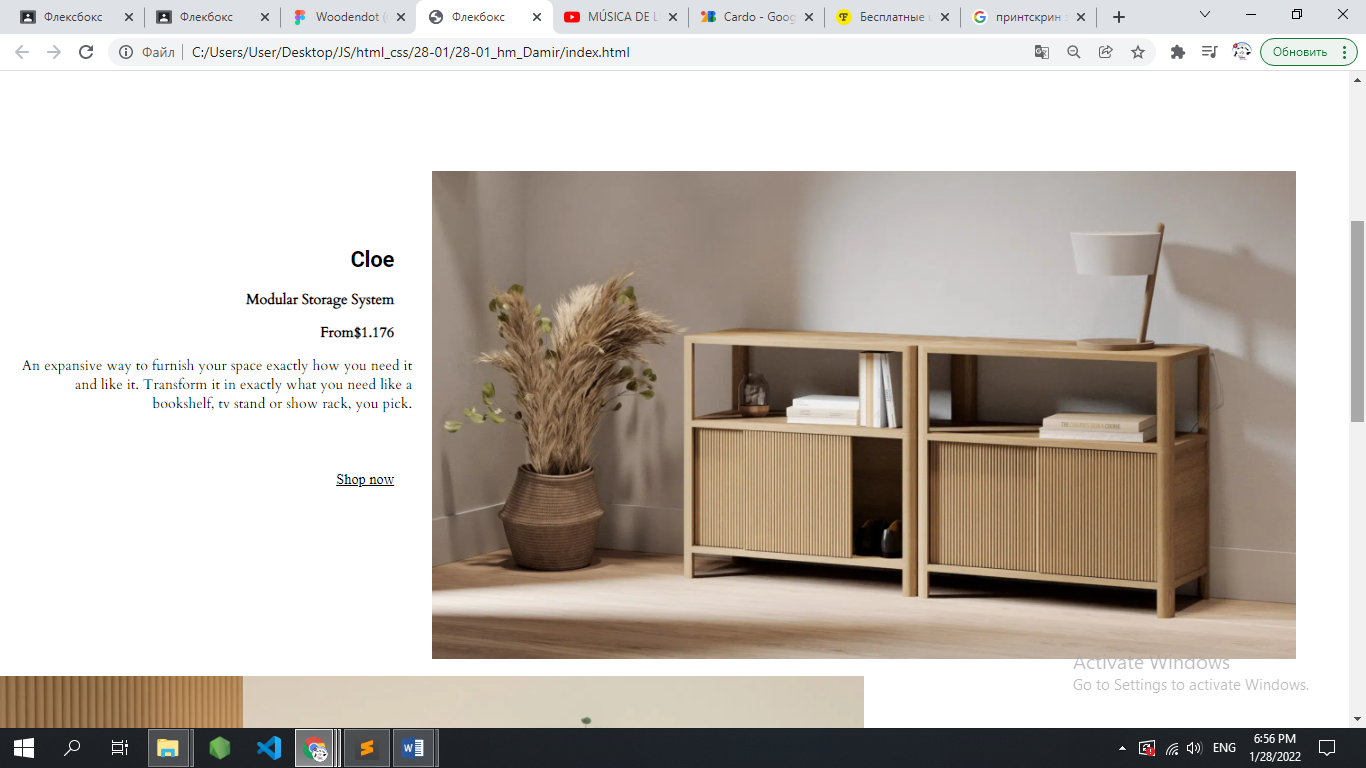 Флексбокс
Флекбокс
Woodendot (
Флекбокс
MÚSICA DE L
Cardo - Goog
Бесплатные
принтскрин э
Файл
C:/Users/User/Desktop/JS/html_css/28-01/28-01_hm_Damir/index.html
Обновить
Cloe
Modular Storage System
From$1.176
An expansive way to furnish your space exactly how you need it
and like it. Transform it in exactly what you need like a
bookshelf, tv stand or show rack, you pick.
Shop now
Activate Windows
Go to Settings to activate Windows.
ENG
6:56 PM
1/28/2022